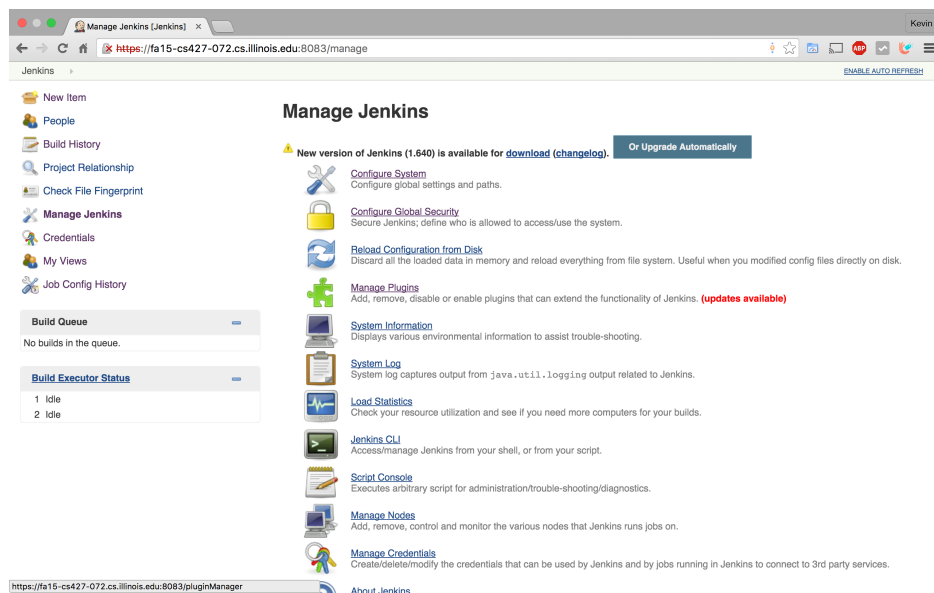 Manage Jenkins [Jenkins]
Kevin
https://fa15-cs427-072.cs.illinois.edu:8083/manage
ABP
Jenkins
ENABLE AUTO REFRESH
New Item
People
Build History
Project Relationship
Check File Fingerprint
Manage Jenkins
Credentials
My Views
Job Config History
Build Queue
No builds in the queue.
Build Executor Status
1 Idle
2 Idle
Manage Jenkins
New version of Jenkins (1.640) is available for download (changelog). Or Upgrade Automatically
Configure System
Configure global settings and paths.
Configure Global Security
Secure Jenkins; define who is allowed to access/use the system.
Reload Configuration from Disk
Discard all the loaded data in memory and reload everything from file system. Useful when you modified config files directly on disk.
Manage Plugins
Add, remove, disable or enable plugins that can extend the functionality of Jenkins. (updates available)
System Information
Displays various environmental information to assist trouble-shooting.
System Log
System log captures output from java.util.logging output related to Jenkins.
Load Statistics
Check your resource utilization and see if you need more computers for your builds.
Jenkins CLI
Access/manage Jenkins from your shell, or from your script.
Script Console
Executes arbitrary script for administration/trouble-shooting/diagnostics.
Manage Nodes
Add, remove, control and monitor the various nodes that Jenkins runs jobs on.
Manage Credentials
Create/delete/modify the credentials that can be used by Jenkins and by jobs running in Jenkins to connect to 3rd party services.
About Jenkins
https://fa15-cs427-072.cs.illinois.edu:8083/pluginManager